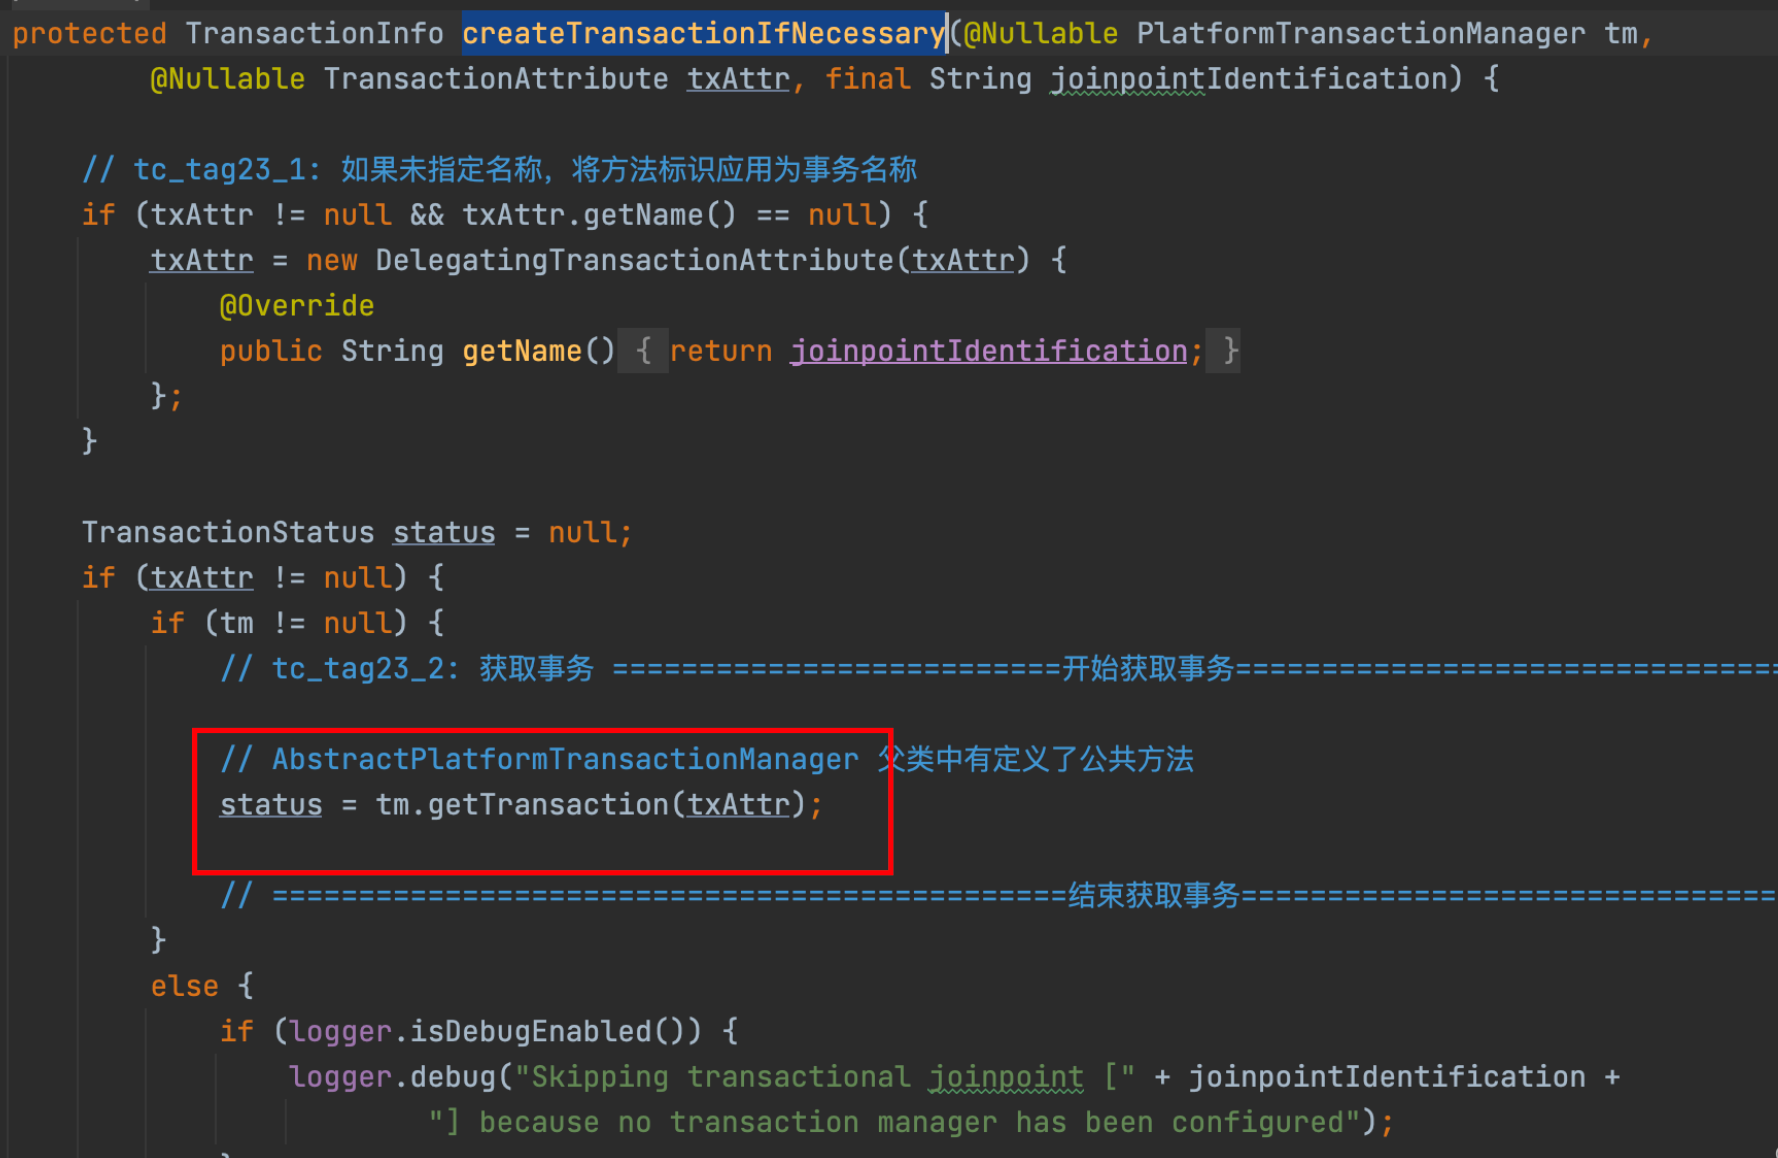 protected TransactionInfo createTransactionIfNecessary(@Nullable PlatformTransactionManager tm,
@Nullable TransactionAttribute txAttr, final String joinpointIdentification) {
// tc_tag23_1: 如果未指定名称，将方法标识应用为事务名称
if (txAttr != null && txAttr.getName() == null) {
txAttr = new DelegatingTransactionAttribute(txAttr) {
@Override
public String getName() { return joinpointIdentification; }
};
}
TransactionStatus status = null;
if (txAttr != null) {
if (tm != null) {
// tc_tag23_2: 获取事务 ==========================开始获取事务===============================
// AbstractPlatformTransactionManager 父类中有定义了公共方法
status = tm.getTransaction(txAttr);
// ==============================================结束获取事务===============================
}
else {
if (logger.isDebugEnabled()) {
logger.debug("Skipping transactional joinpoint [" + joinpointIdentification +
"] because no transaction manager has been configured");
}